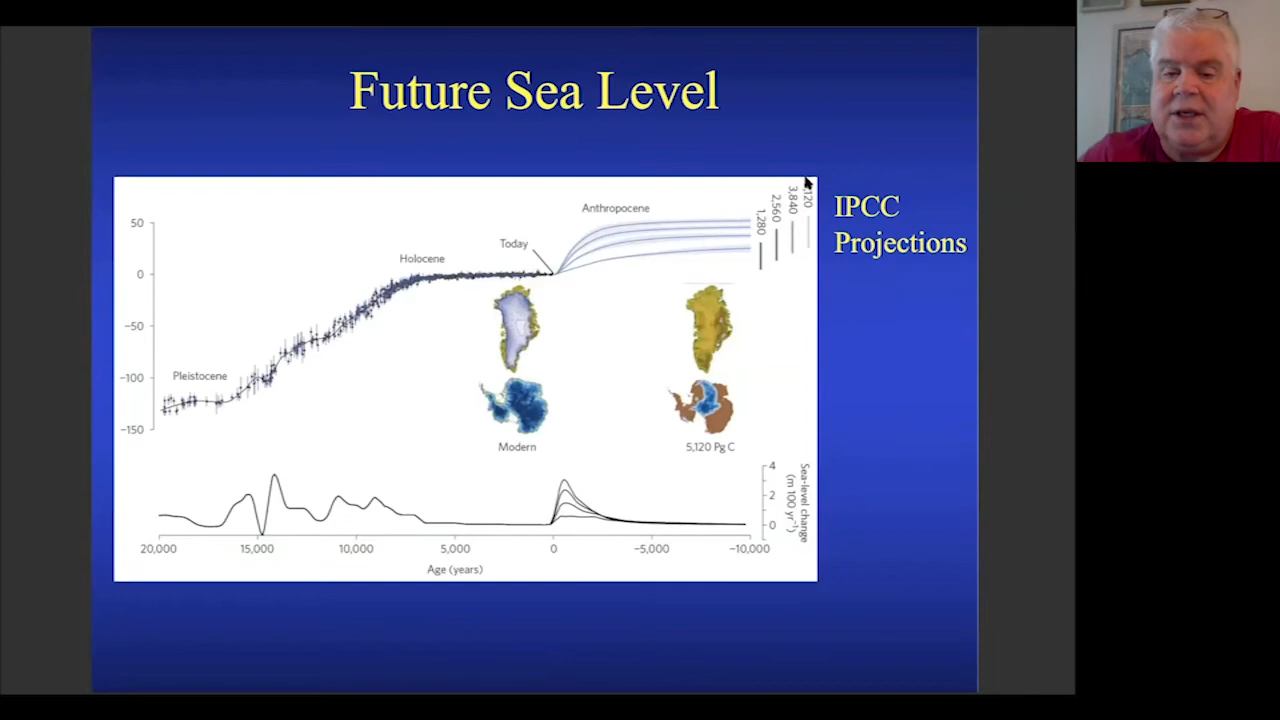 Future Sea Level
IPCC
Projections
50
0
−50
−100
−150
Pleistocene
Holocene
Today
Anthropocene
1,280
2,560
3,840
Modern
5,120 Pg C
4
2
0
Sea-level change
(m 100 yr⁻¹)
20,000
15,000
10,000
5,000
0
−5,000
−10,000
Age (years)